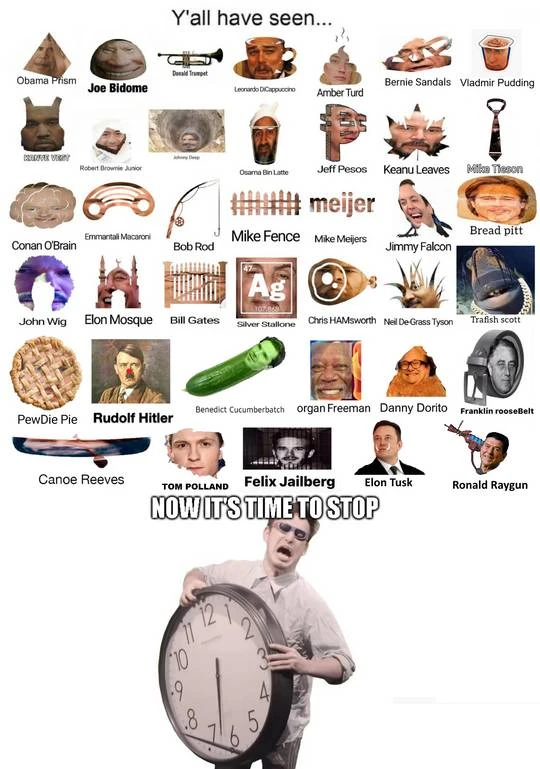 Y'all have seen...
Obama Prism
Joe Bidome
Donald Trumpet
Leonardo DiCappuccino
Amber Turd
Bernie Sandals
Vladmir Pudding
KANYE VEST
Robert Brownie Junior
Johnny Deep
Osama Bin Latte
Jeff Pesos
Keanu Leaves
Mike Tieson
Conan O'Brain
Emmantali Macaroni
Bob Rod
Mike Fence
meijer
Mike Meijers
Jimmy Falcon
Bread pitt
John Wig
Elon Mosque
Bill Gates
47
Ag
107.868
Silver Stallone
Chris HAMsworth
Neil De-Grass Tyson
Trafish scott
PewDie Pie
Rudolf Hitler
Benedict Cucumberbatch
organ Freeman
Danny Dorito
Franklin rooseBelt
Canoe Reeves
TOM POLLAND
Felix Jailberg
Elon Tusk
Ronald Raygun
NOW IT'S TIME TO STOP
12
1
2
3
4
5
6
7
8
9
10
11